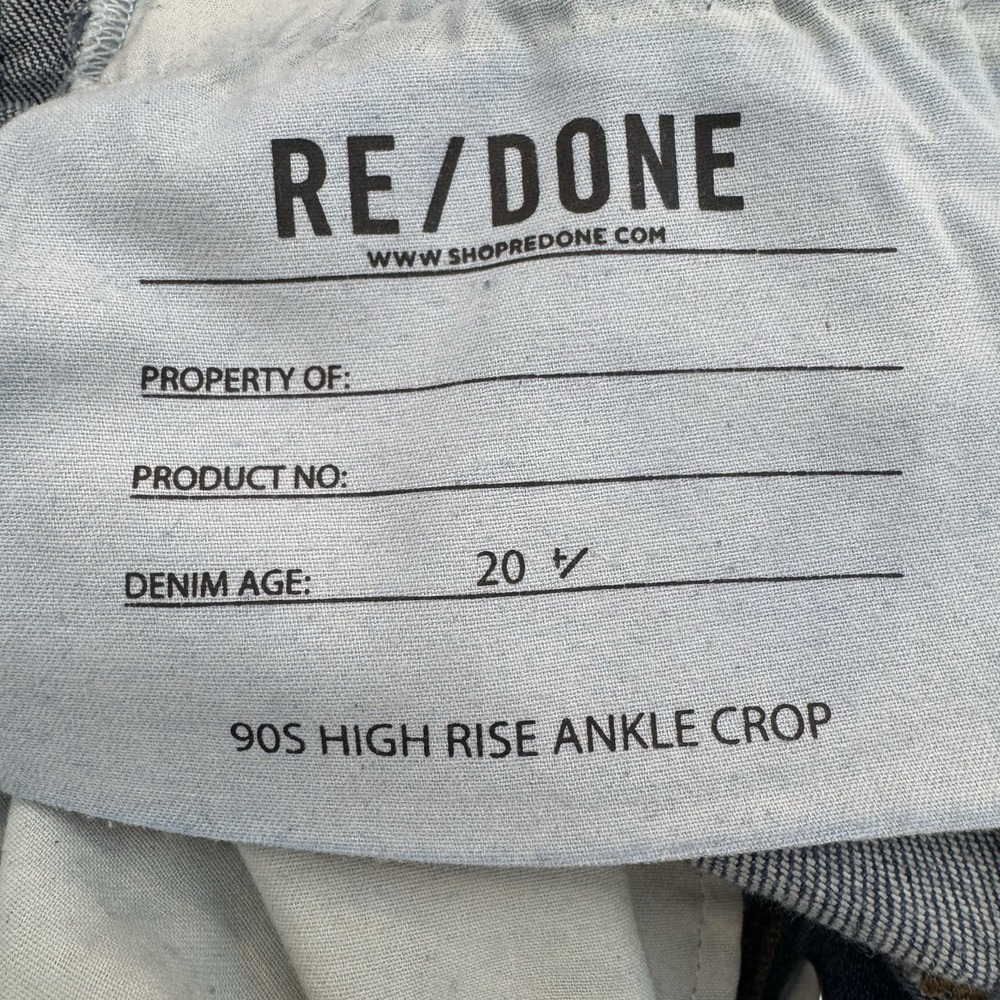 RE/DONE
WWW SHOPREDONE COM
PROPERTY OF:
PRODUCT NO:
DENIM AGE: 20 +/
90S HIGH RISE ANKLE CROP